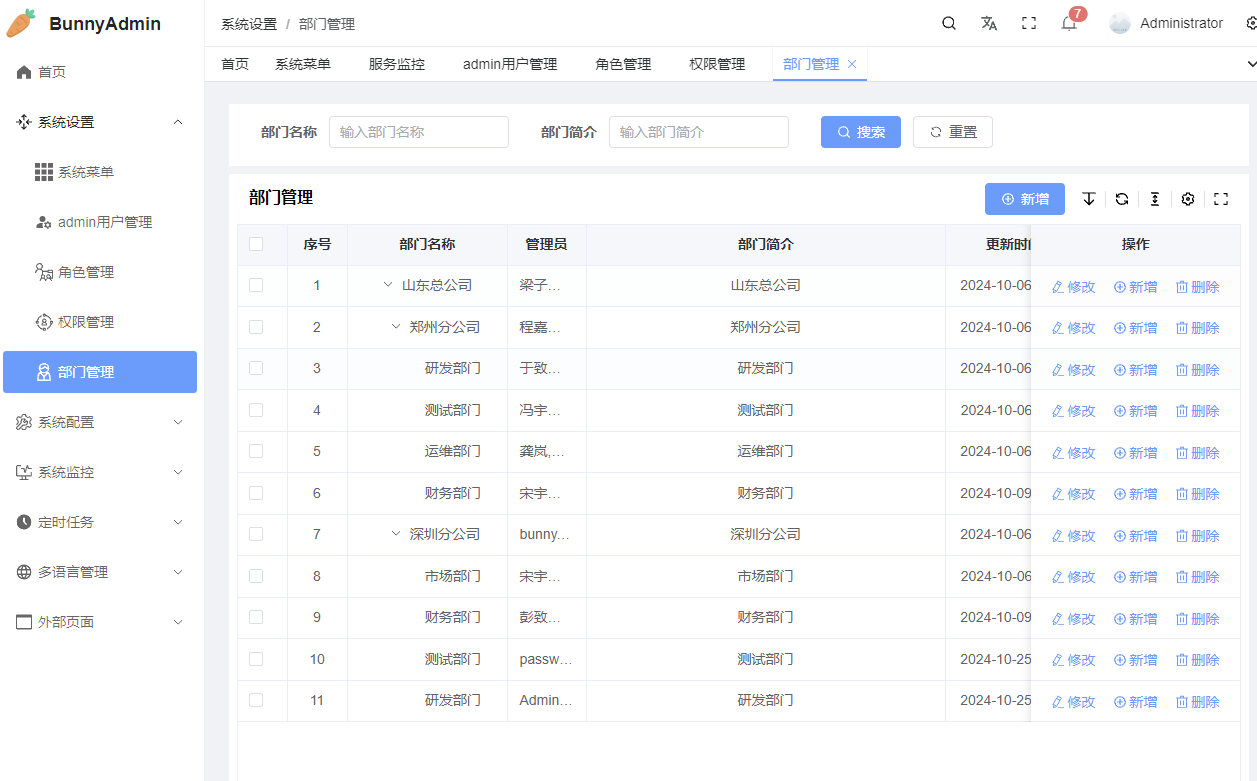 BunnyAdmin
系统设置 / 部门管理
7
Administrator
首页
系统设置
系统菜单
admin用户管理
角色管理
权限管理
部门管理
系统配置
系统监控
定时任务
多语言管理
外部页面
首页 系统菜单 服务监控 admin用户管理 角色管理 权限管理 部门管理
部门名称 输入部门名称 部门简介 输入部门简介 搜索 重置
部门管理 新增
序号 部门名称 管理员 部门简介 更新时 操作
1 山东总公司 梁子... 山东总公司 2024-10-06 修改 新增 删除
2 郑州分公司 程嘉... 郑州分公司 2024-10-06 修改 新增 删除
3 研发部门 于致... 研发部门 2024-10-06 修改 新增 删除
4 测试部门 冯宇... 测试部门 2024-10-06 修改 新增 删除
5 运维部门 龚岚,... 运维部门 2024-10-06 修改 新增 删除
6 财务部门 宋宇... 财务部门 2024-10-09 修改 新增 删除
7 深圳分公司 bunny... 深圳分公司 2024-10-06 修改 新增 删除
8 市场部门 宋宇... 市场部门 2024-10-06 修改 新增 删除
9 财务部门 彭致... 财务部门 2024-10-09 修改 新增 删除
10 测试部门 passw... 测试部门 2024-10-25 修改 新增 删除
11 研发部门 Admin... 研发部门 2024-10-25 修改 新增 删除